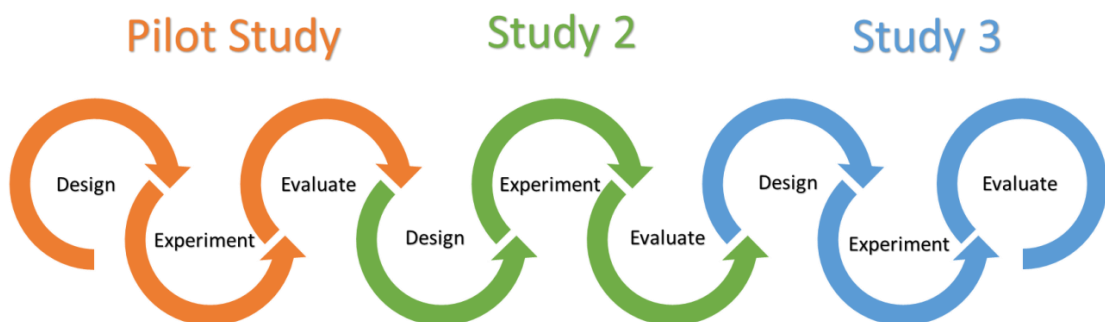 Pilot Study
Study 2
Study 3
Design
Experiment
Evaluate
Design
Experiment
Evaluate
Design
Experiment
Evaluate